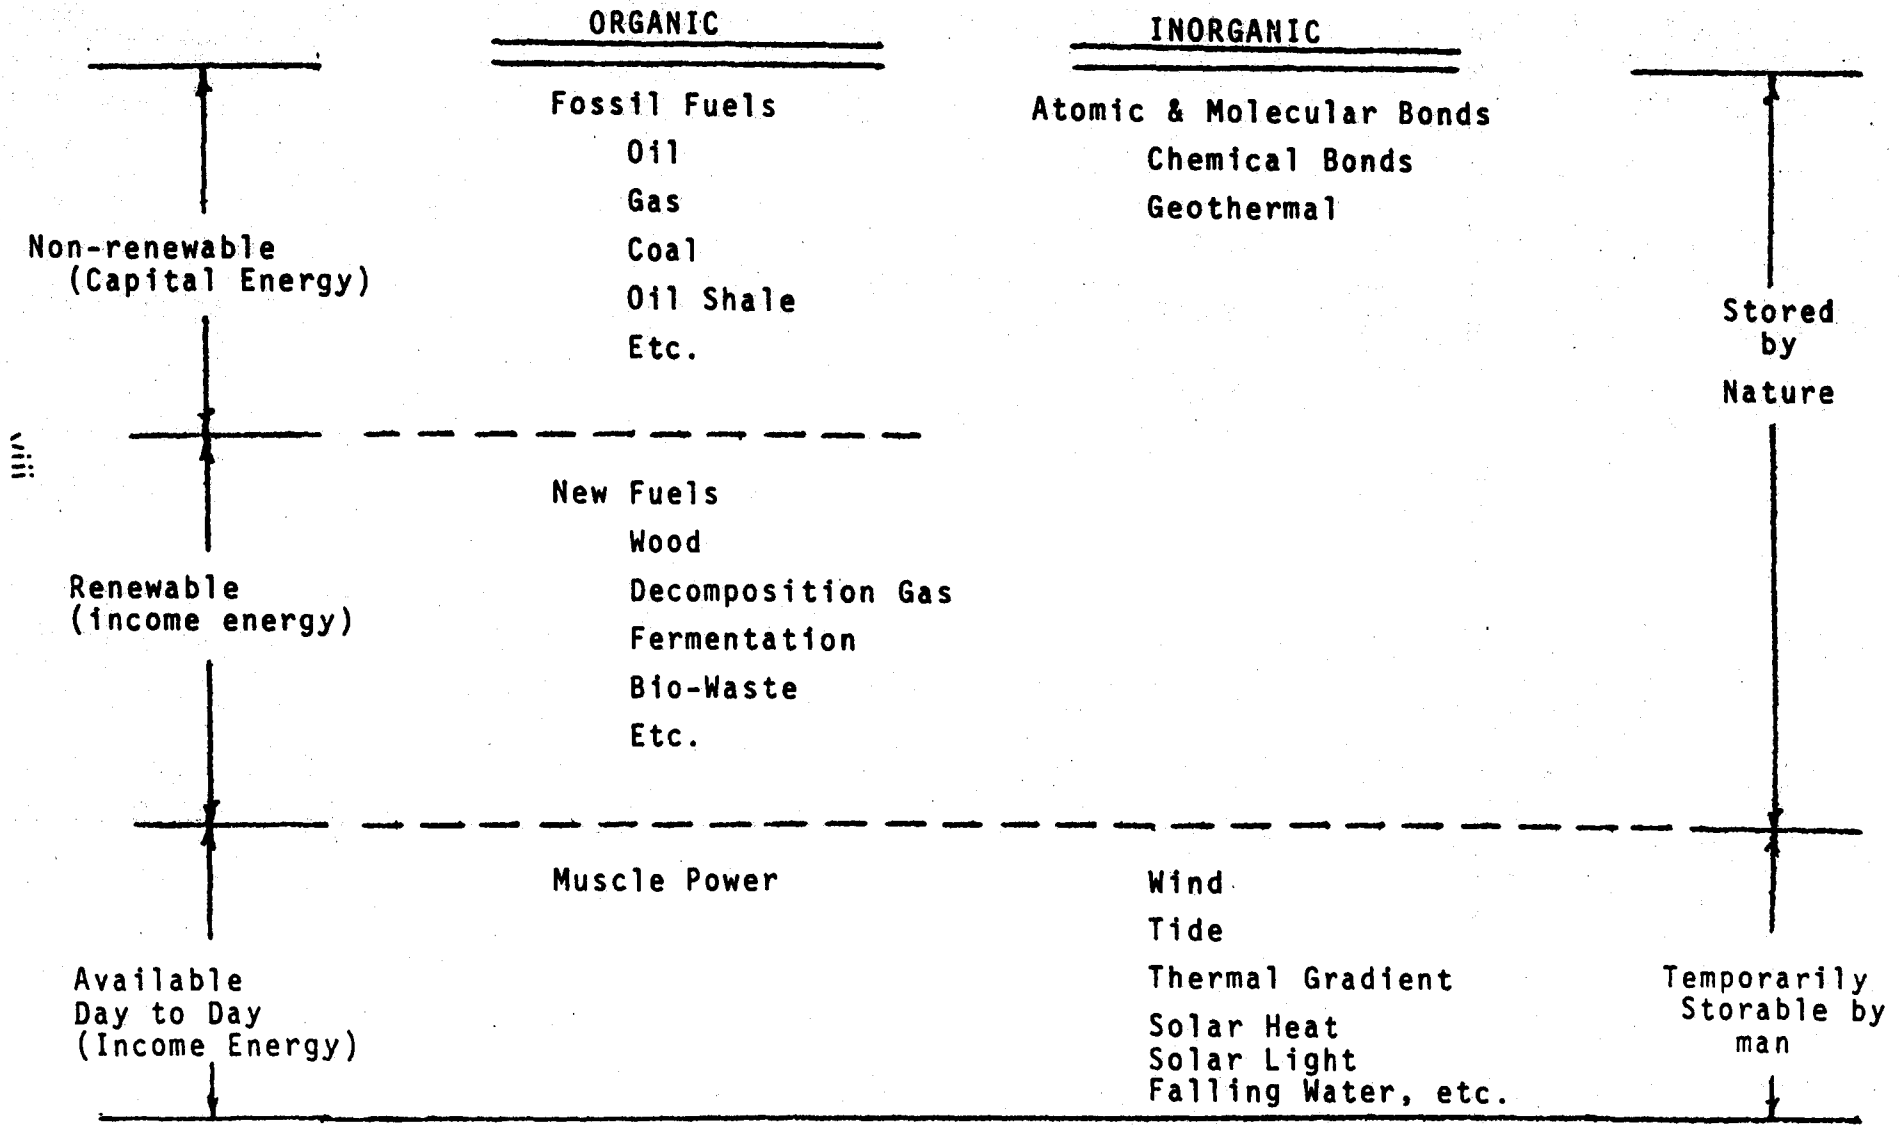 ORGANIC
INORGANIC
Fossil Fuels
Oil
Gas
Coal
Oil Shale
Etc.
Atomic & Molecular Bonds
Chemical Bonds
Geothermal
Non-renewable
(Capital Energy)
Stored
by
Nature
viii
New Fuels
Wood
Decomposition Gas
Fermentation
Bio-Waste
Etc.
Renewable
(income energy)
Muscle Power
Wind
Tide
Thermal Gradient
Solar Heat
Solar Light
Falling Water, etc.
Available
Day to Day
(Income Energy)
Temporarily
Storable by
man